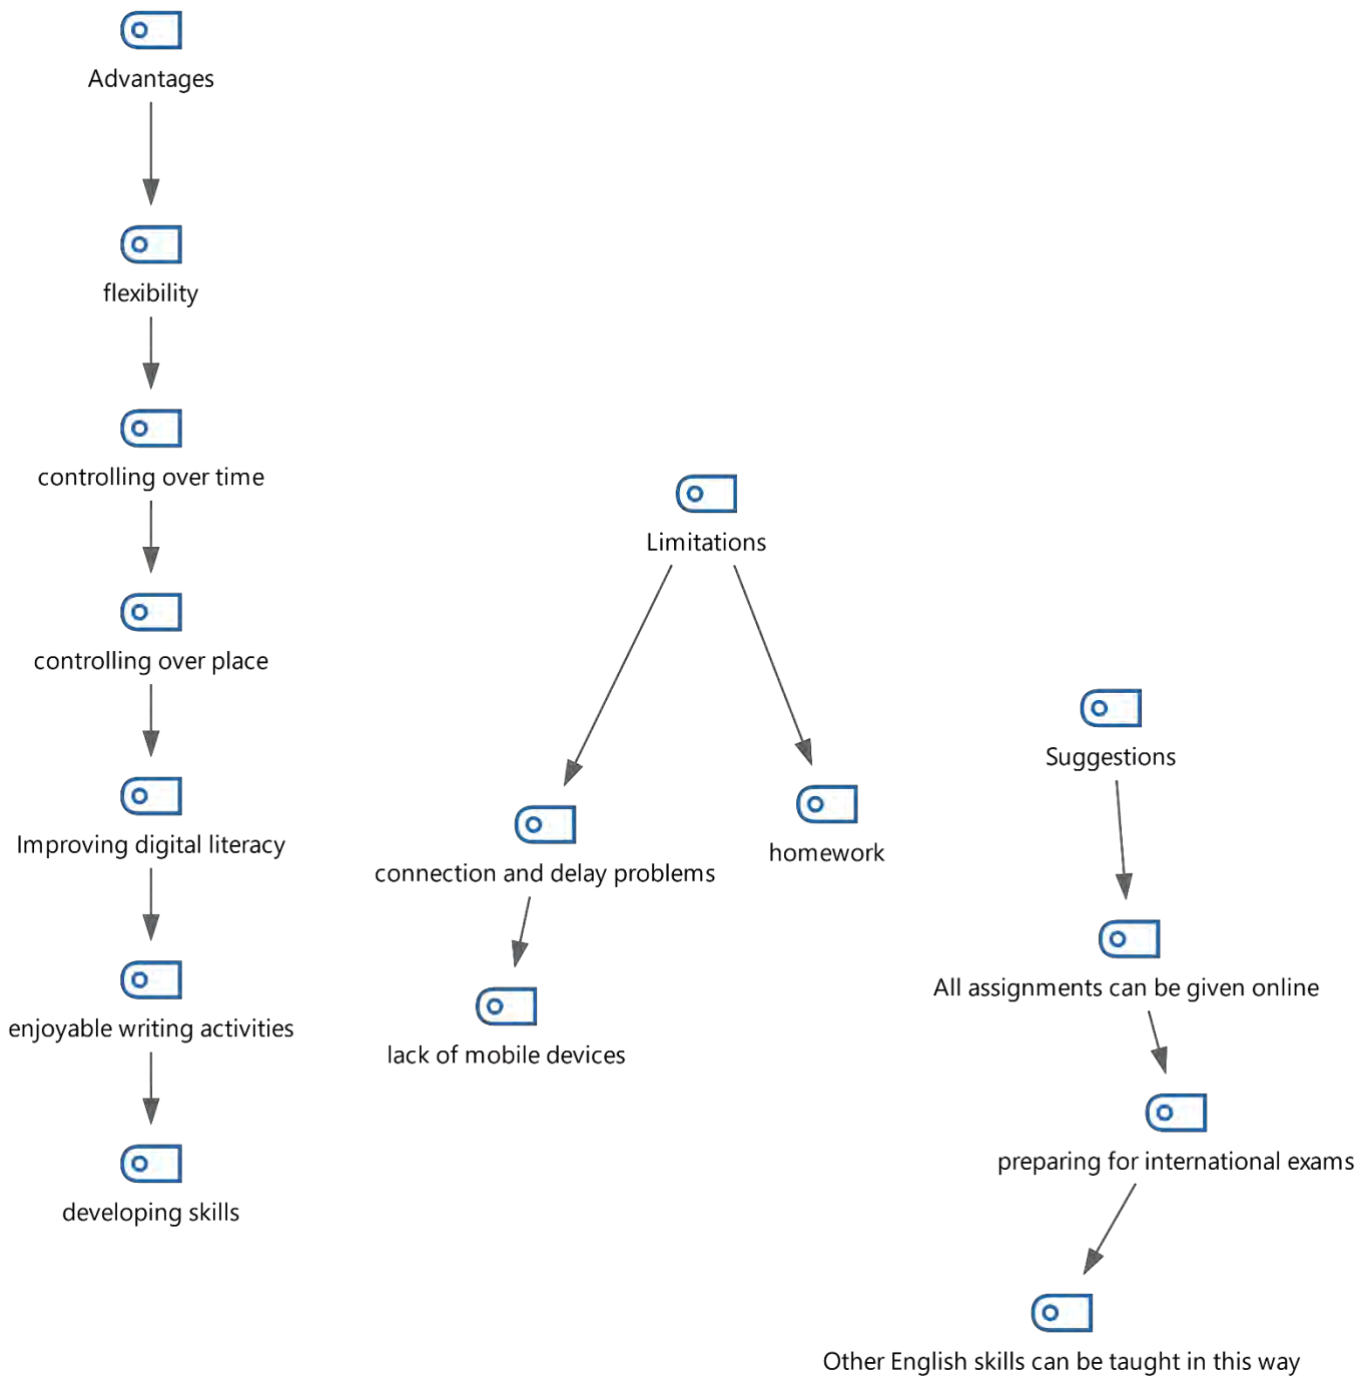 Advantages
flexibility
controlling over time
controlling over place
Improving digital literacy
enjoyable writing activities
developing skills
Limitations
connection and delay problems
homework
lack of mobile devices
Suggestions
All assignments can be given online
preparing for international exams
Other English skills can be taught in this way